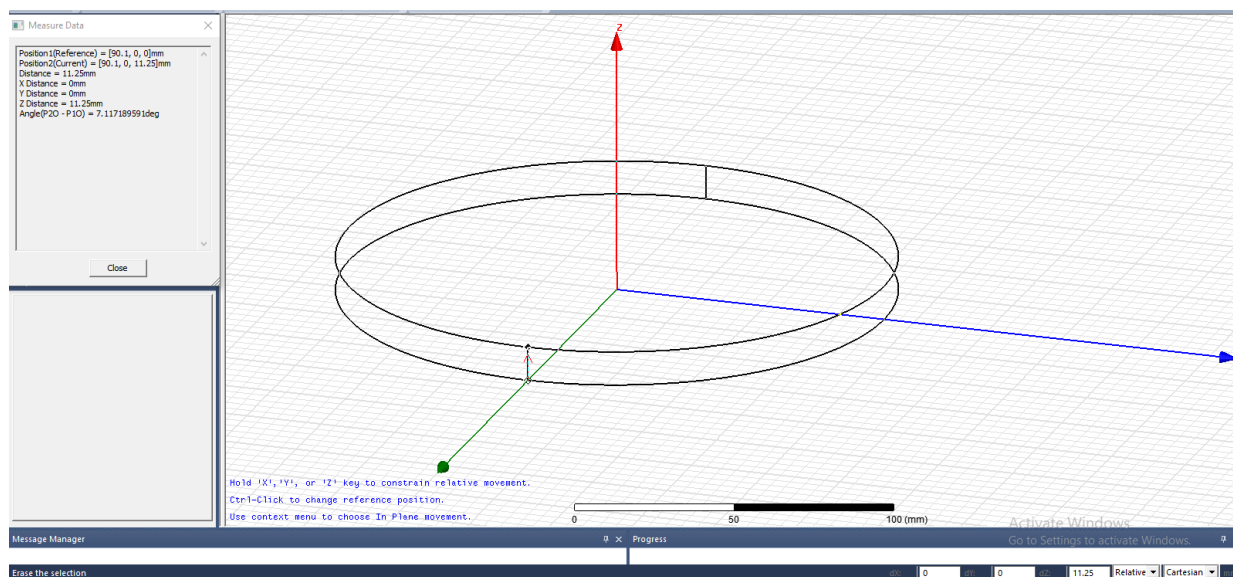 Measure Data
Position1(Reference) = [90.1, 0, 0]mm
Position2(Current) = [90.1, 0, 11.25]mm
Distance = 11.25mm
X Distance = 0mm
Y Distance = 0mm
Z Distance = 11.25mm
Angle(P2O - P1O) = 7.117189591deg
Close
Z
Hold 'X','Y', or 'Z' key to constrain relative movement.
Ctrl-Click to change reference position.
Use context menu to choose In Plane movement.
0 50 100 (mm)
Activate Windows
Go to Settings to activate Windows.
Message Manager
Progress
Erase the selection
dX: 0 dY: 0 dZ: 11.25 Relative Cartesian